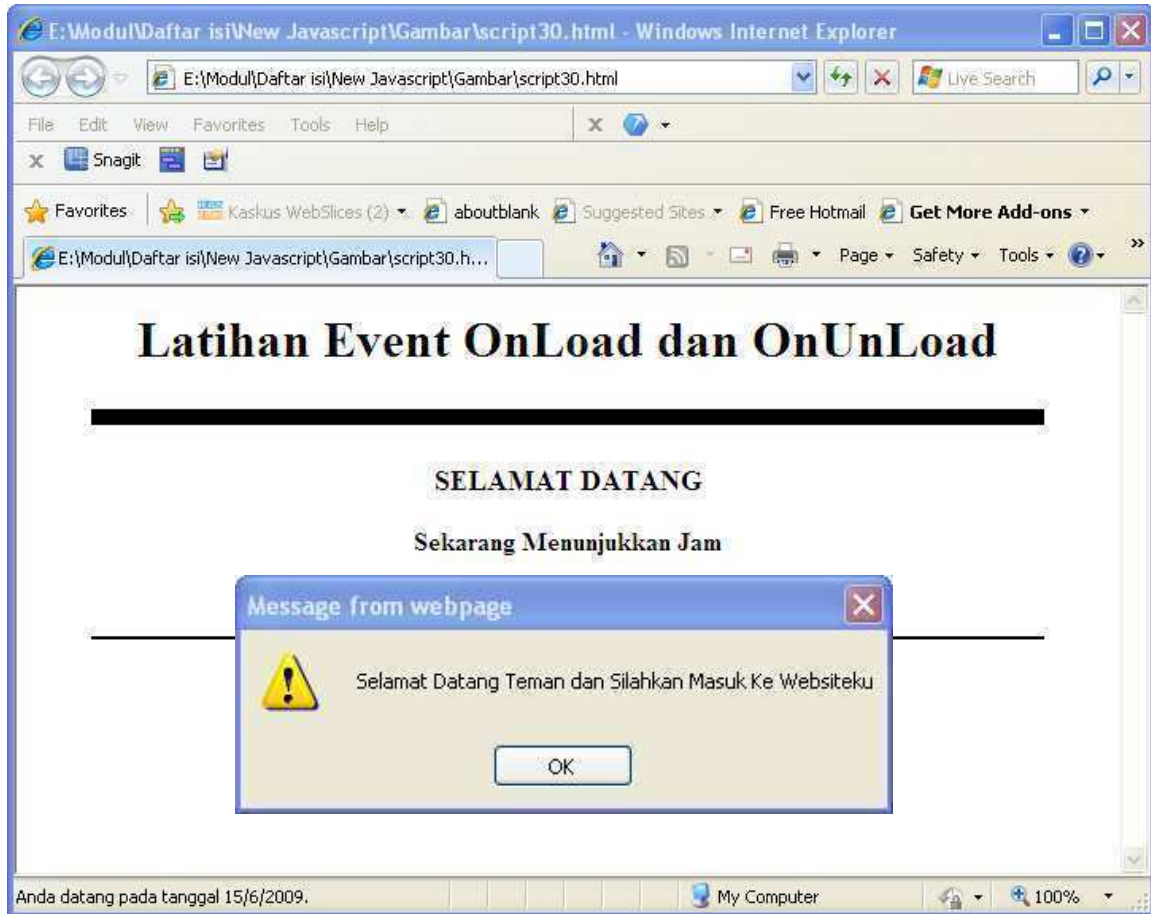 E:\Modul\Daftar isi\New Javascript\Gambar\script30.html - Windows Internet Explorer
E:\Modul\Daftar isi\New Javascript\Gambar\script30.html
Live Search
File Edit View Favorites Tools Help
x
x Snagit
Favorites Kaskus WebSlices (2) aboutblank Suggested Sites Free Hotmail Get More Add-ons
E:\Modul\Daftar isi\New Javascript\Gambar\script30.h... Page Safety Tools »
Latihan Event OnLoad dan OnUnLoad
SELAMAT DATANG
Sekarang Menunjukkan Jam
Message from webpage
Selamat Datang Teman dan Silahkan Masuk Ke Websiteku
OK
Anda datang pada tanggal 15/6/2009. My Computer 100%